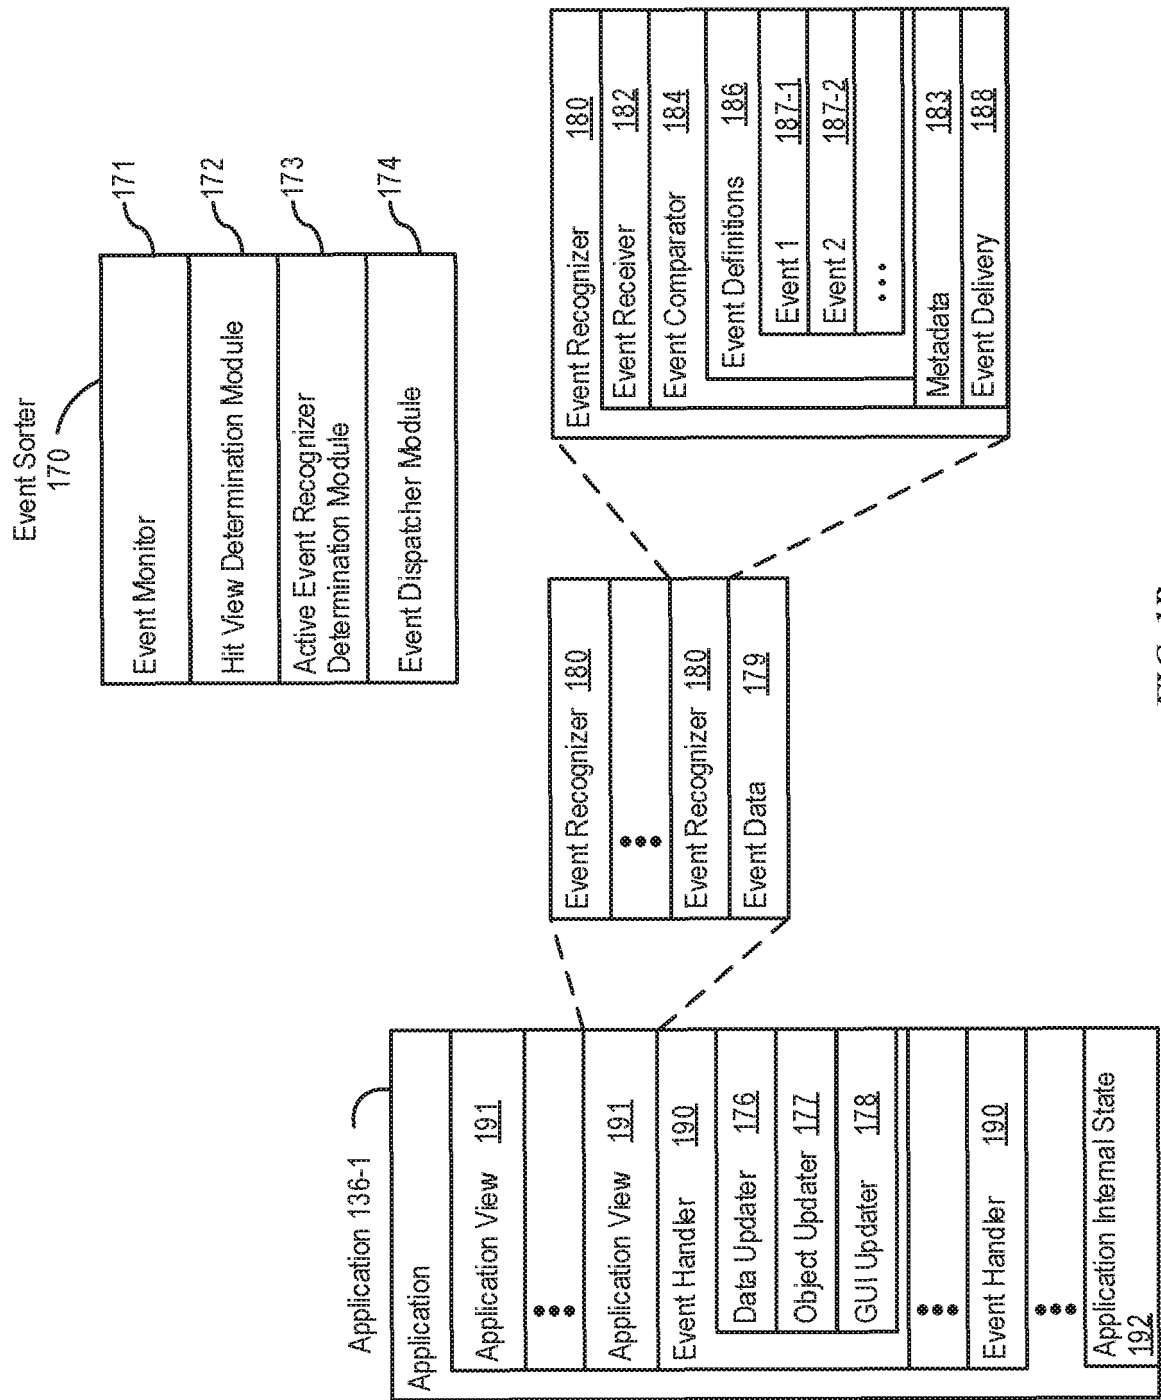 Event Sorter
170
Event Monitor
171
Hit View Determination Module
172
Active Event Recognizer
Determination Module
173
Event Dispatcher Module
174
Application 136-1
Application
Application View 191
•••
Application View 191
Event Handler 190
Data Updater 176
Object Updater 177
GUI Updater 178
•••
Event Handler 190
•••
Application Internal State
192
Event Recognizer 180
•••
Event Recognizer 180
Event Data 179
Event Recognizer 180
Event Receiver 182
Event Comparator 184
Event Definitions 186
Event 1 187-1
Event 2 187-2
•••
Metadata 183
Event Delivery 188